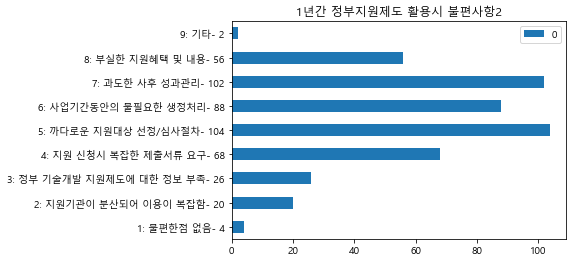 1년간 정부지원제도 활용시 불편사항2
0
9: 기타- 2
8: 부실한 지원혜택 및 내용- 56
7: 과도한 사후 성과관리- 102
6: 사업기간동안의 불필요한 생정처리- 88
5: 까다로운 지원대상 선정/심사절차- 104
4: 지원 신청시 복잡한 제출서류 요구- 68
3: 정부 기술개발 지원제도에 대한 정보 부족- 26
2: 지원기관이 분산되어 이용이 복잡함- 20
1: 불편한점 없음- 4
0 20 40 60 80 100